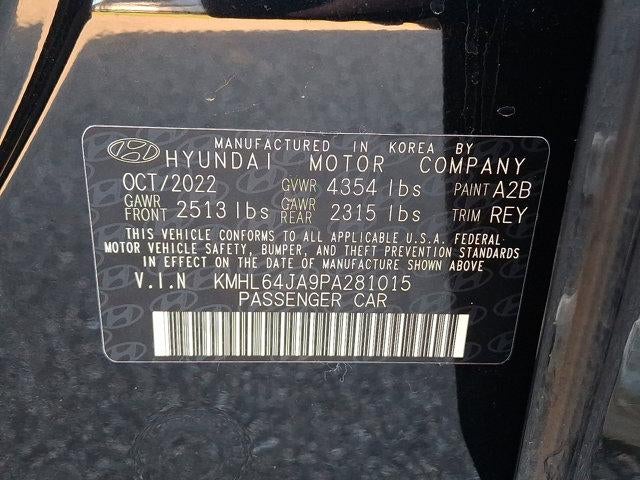 MANUFACTURED IN KOREA BY
HYUNDAI MOTOR COMPANY
OCT/2022 GVWR 4354 lbs PAINT A2B
GAWR FRONT 2513 lbs GAWR REAR 2315 lbs TRIM REY
THIS VEHICLE CONFORMS TO ALL APPLICABLE U.S.A. FEDERAL
MOTOR VEHICLE SAFETY, BUMPER, AND THEFT PREVENTION STANDARDS
IN EFFECT ON THE DATE OF MANUFACTURE SHOWN ABOVE
V.I.N KMHL64JA9PA281015
PASSENGER CAR